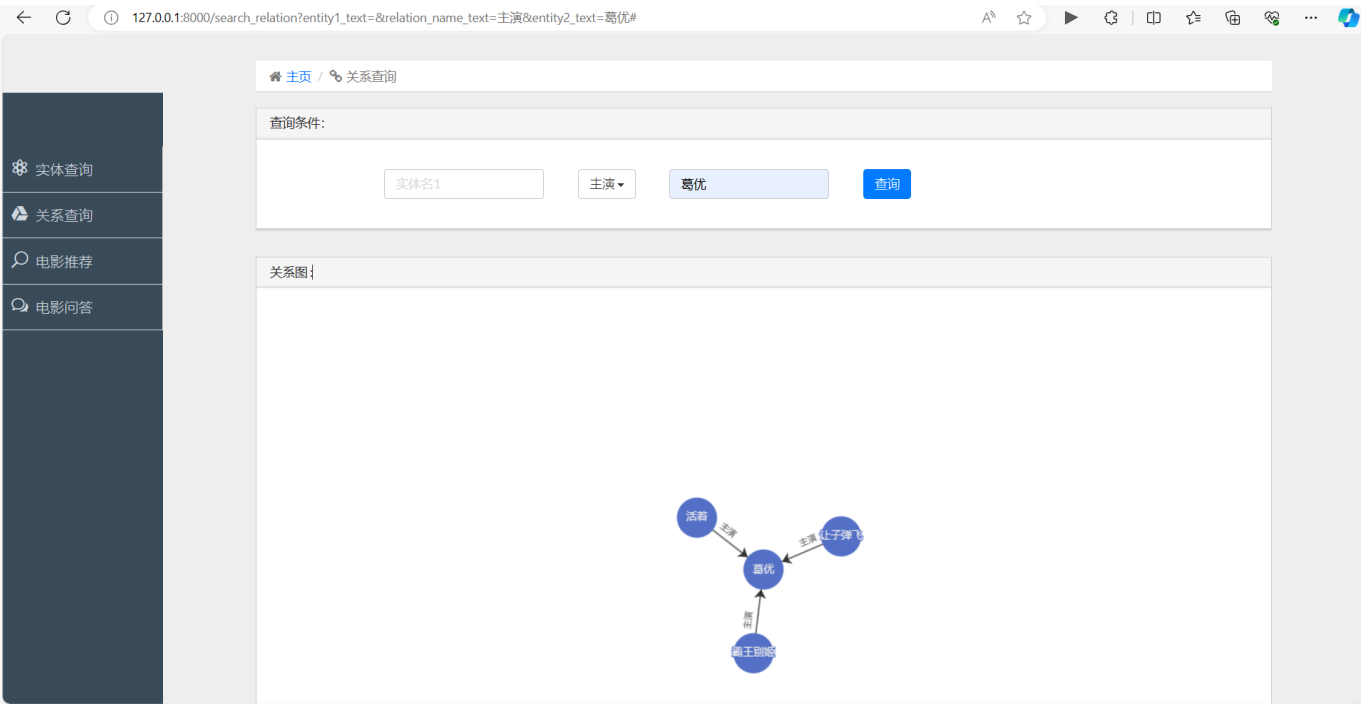 127.0.0.1:8000/search_relation?entity1_text=&relation_name_text=主演&entity2_text=葛优#
主页 / 关系查询
查询条件:
实体名1 主演 葛优 查询
实体查询
关系查询
电影推荐
电影问答
关系图:
活着
主演
让子弹飞
主演
葛优
主演
霸王别姬